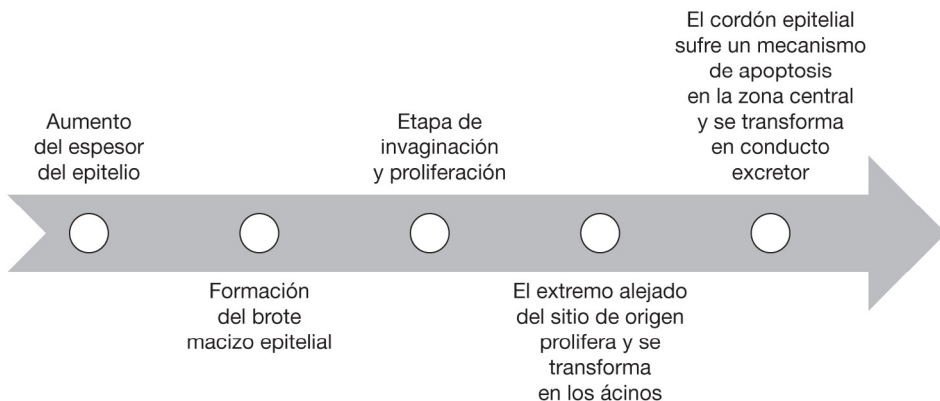 Aumento
del espesor
del epitelio
Formación
del brote
macizo epitelial
Etapa de
invaginación
y proliferación
El extremo alejado
del sitio de origen
prolifera y se
transforma
en los ácinos
El cordón epitelial
sufre un mecanismo
de apoptosis
en la zona central
y se transforma
en conducto
excretor